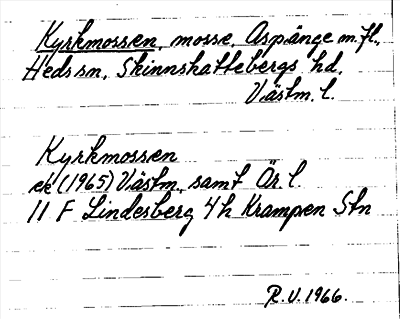 Kyrkmossen, mosse, Aspänge m.fl.,
Heds sn, Skinnskattebergs hd,
Västm. l.
Kyrkmossen
ek (1965) Västm. samt Ör. l.
11 F Lindesberg 4 h Krampen Stn
R.V. 1966.